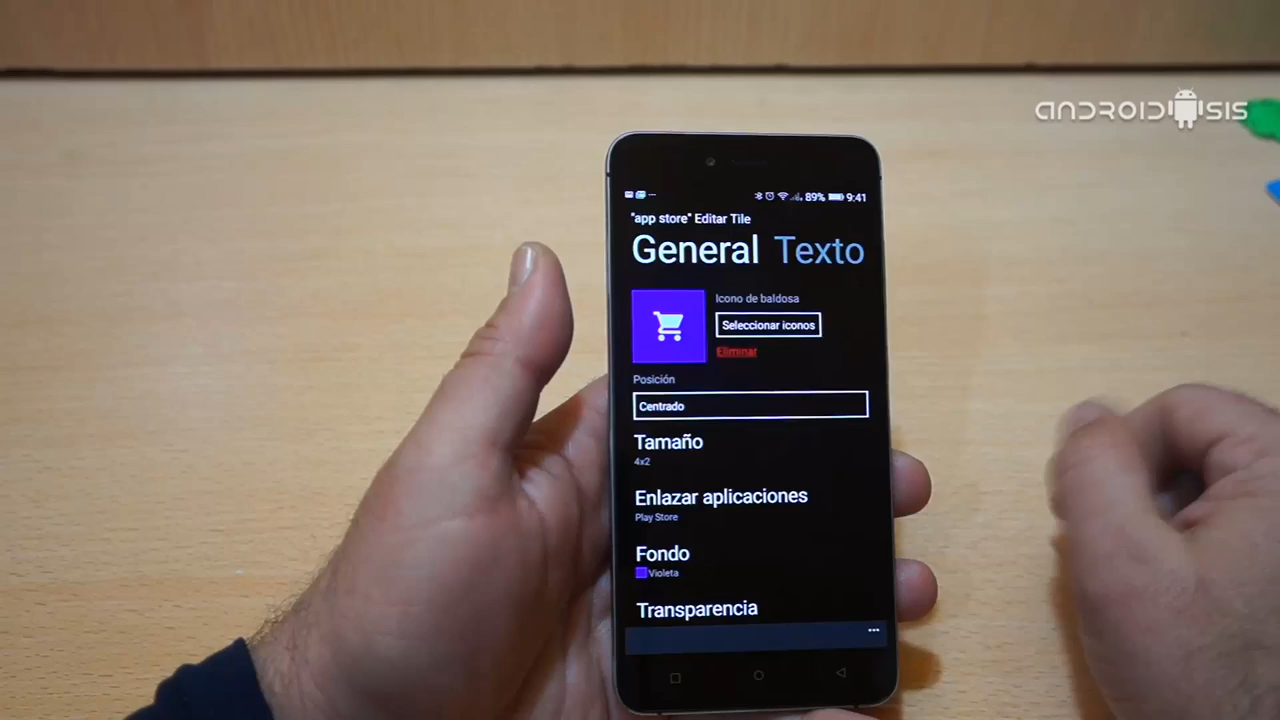 ANDROIDSIS
89% 9:41
"app store" Editar Tile
General Texto
Icono de baldosa
Seleccionar iconos
Eliminar
Posición
Centrado
Tamaño
4x2
Enlazar aplicaciones
Play Store
Fondo
Violeta
Transparencia